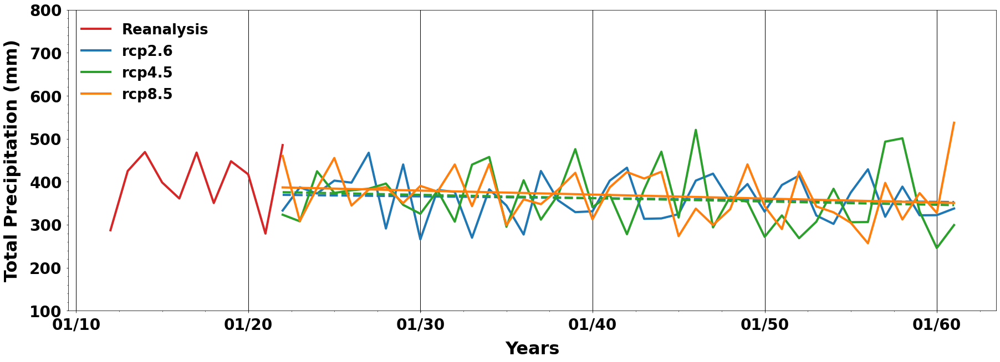 800
700
600
500
400
300
200
100
Total Precipitation (mm)
Reanalysis
rcp2.6
rcp4.5
rcp8.5
01/10 01/20 01/30 01/40 01/50 01/60
Years